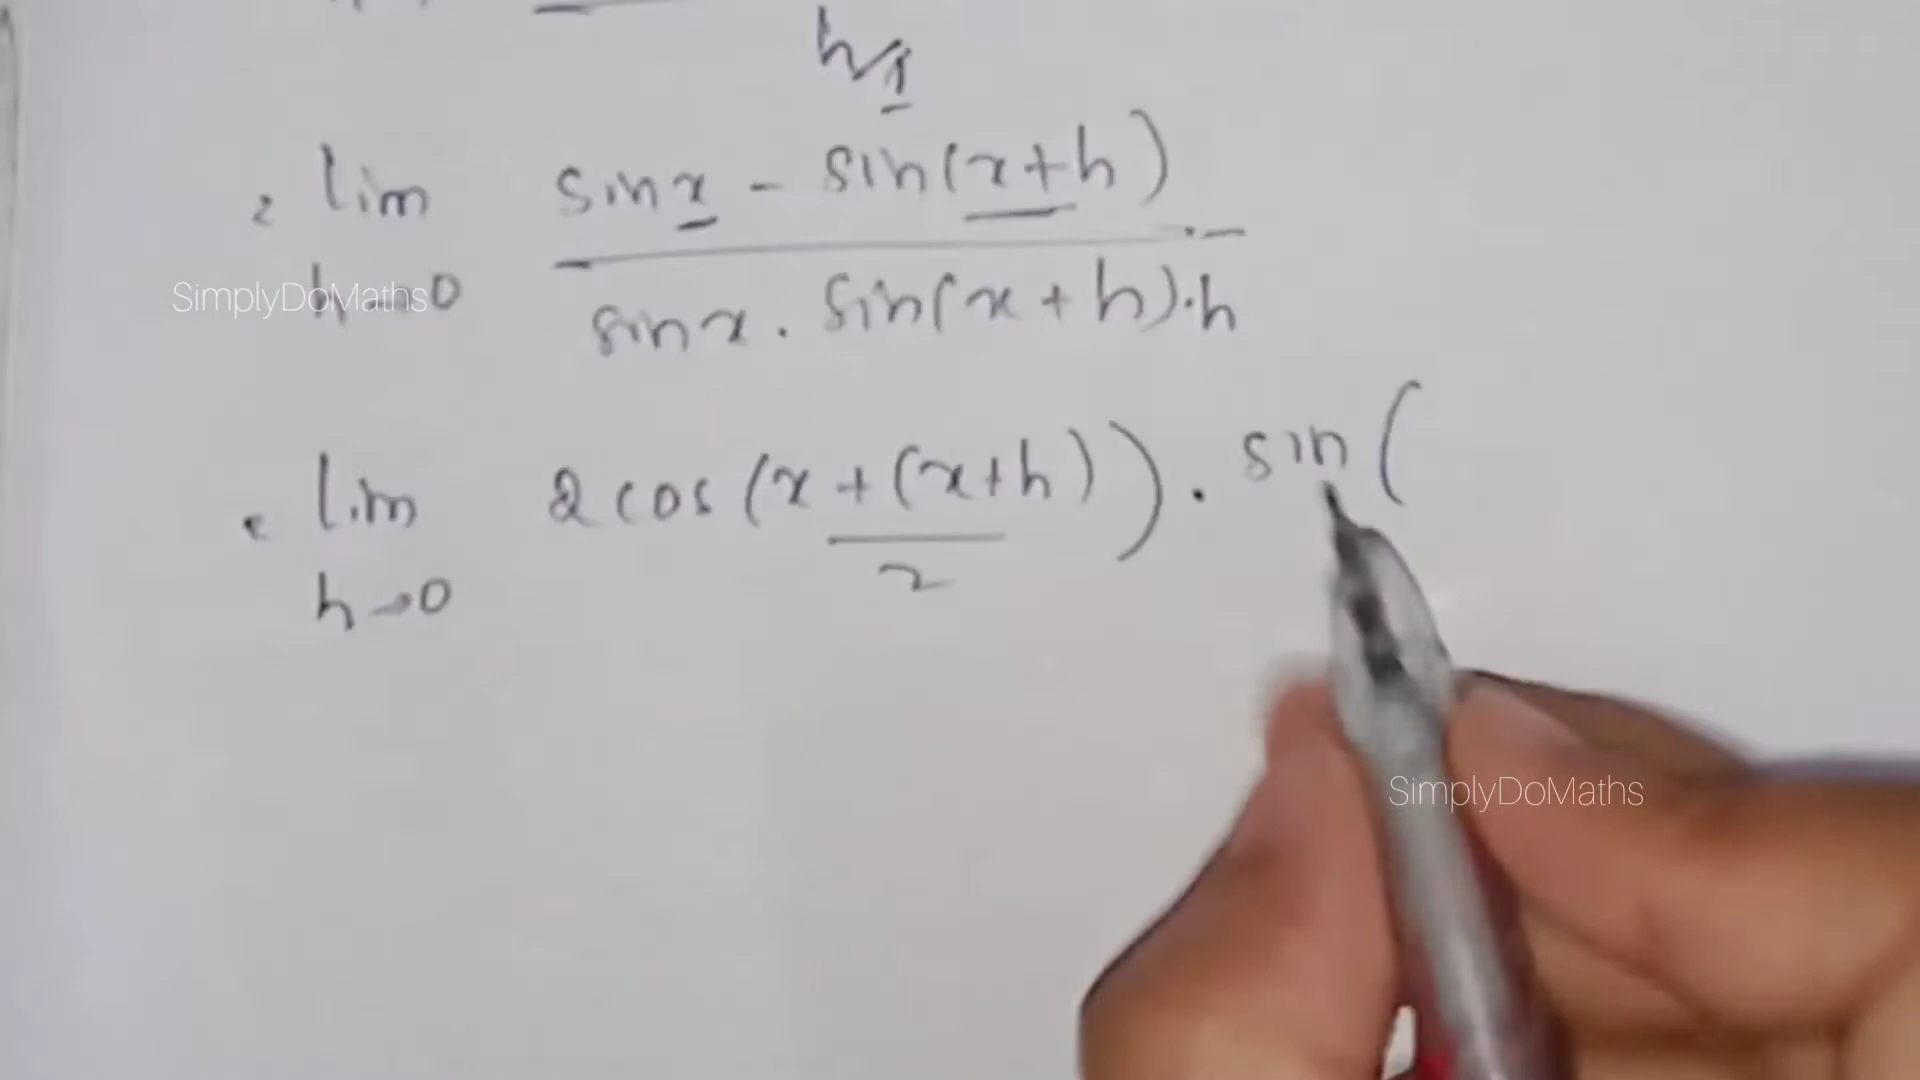 h/1
= lim sinx - sin(x+h)
h→0 sinx . sin(x+h).h
= lim 2cos(x+(x+h)) . sin(
2
h→0
SimplyDoMaths
SimplyDoMaths